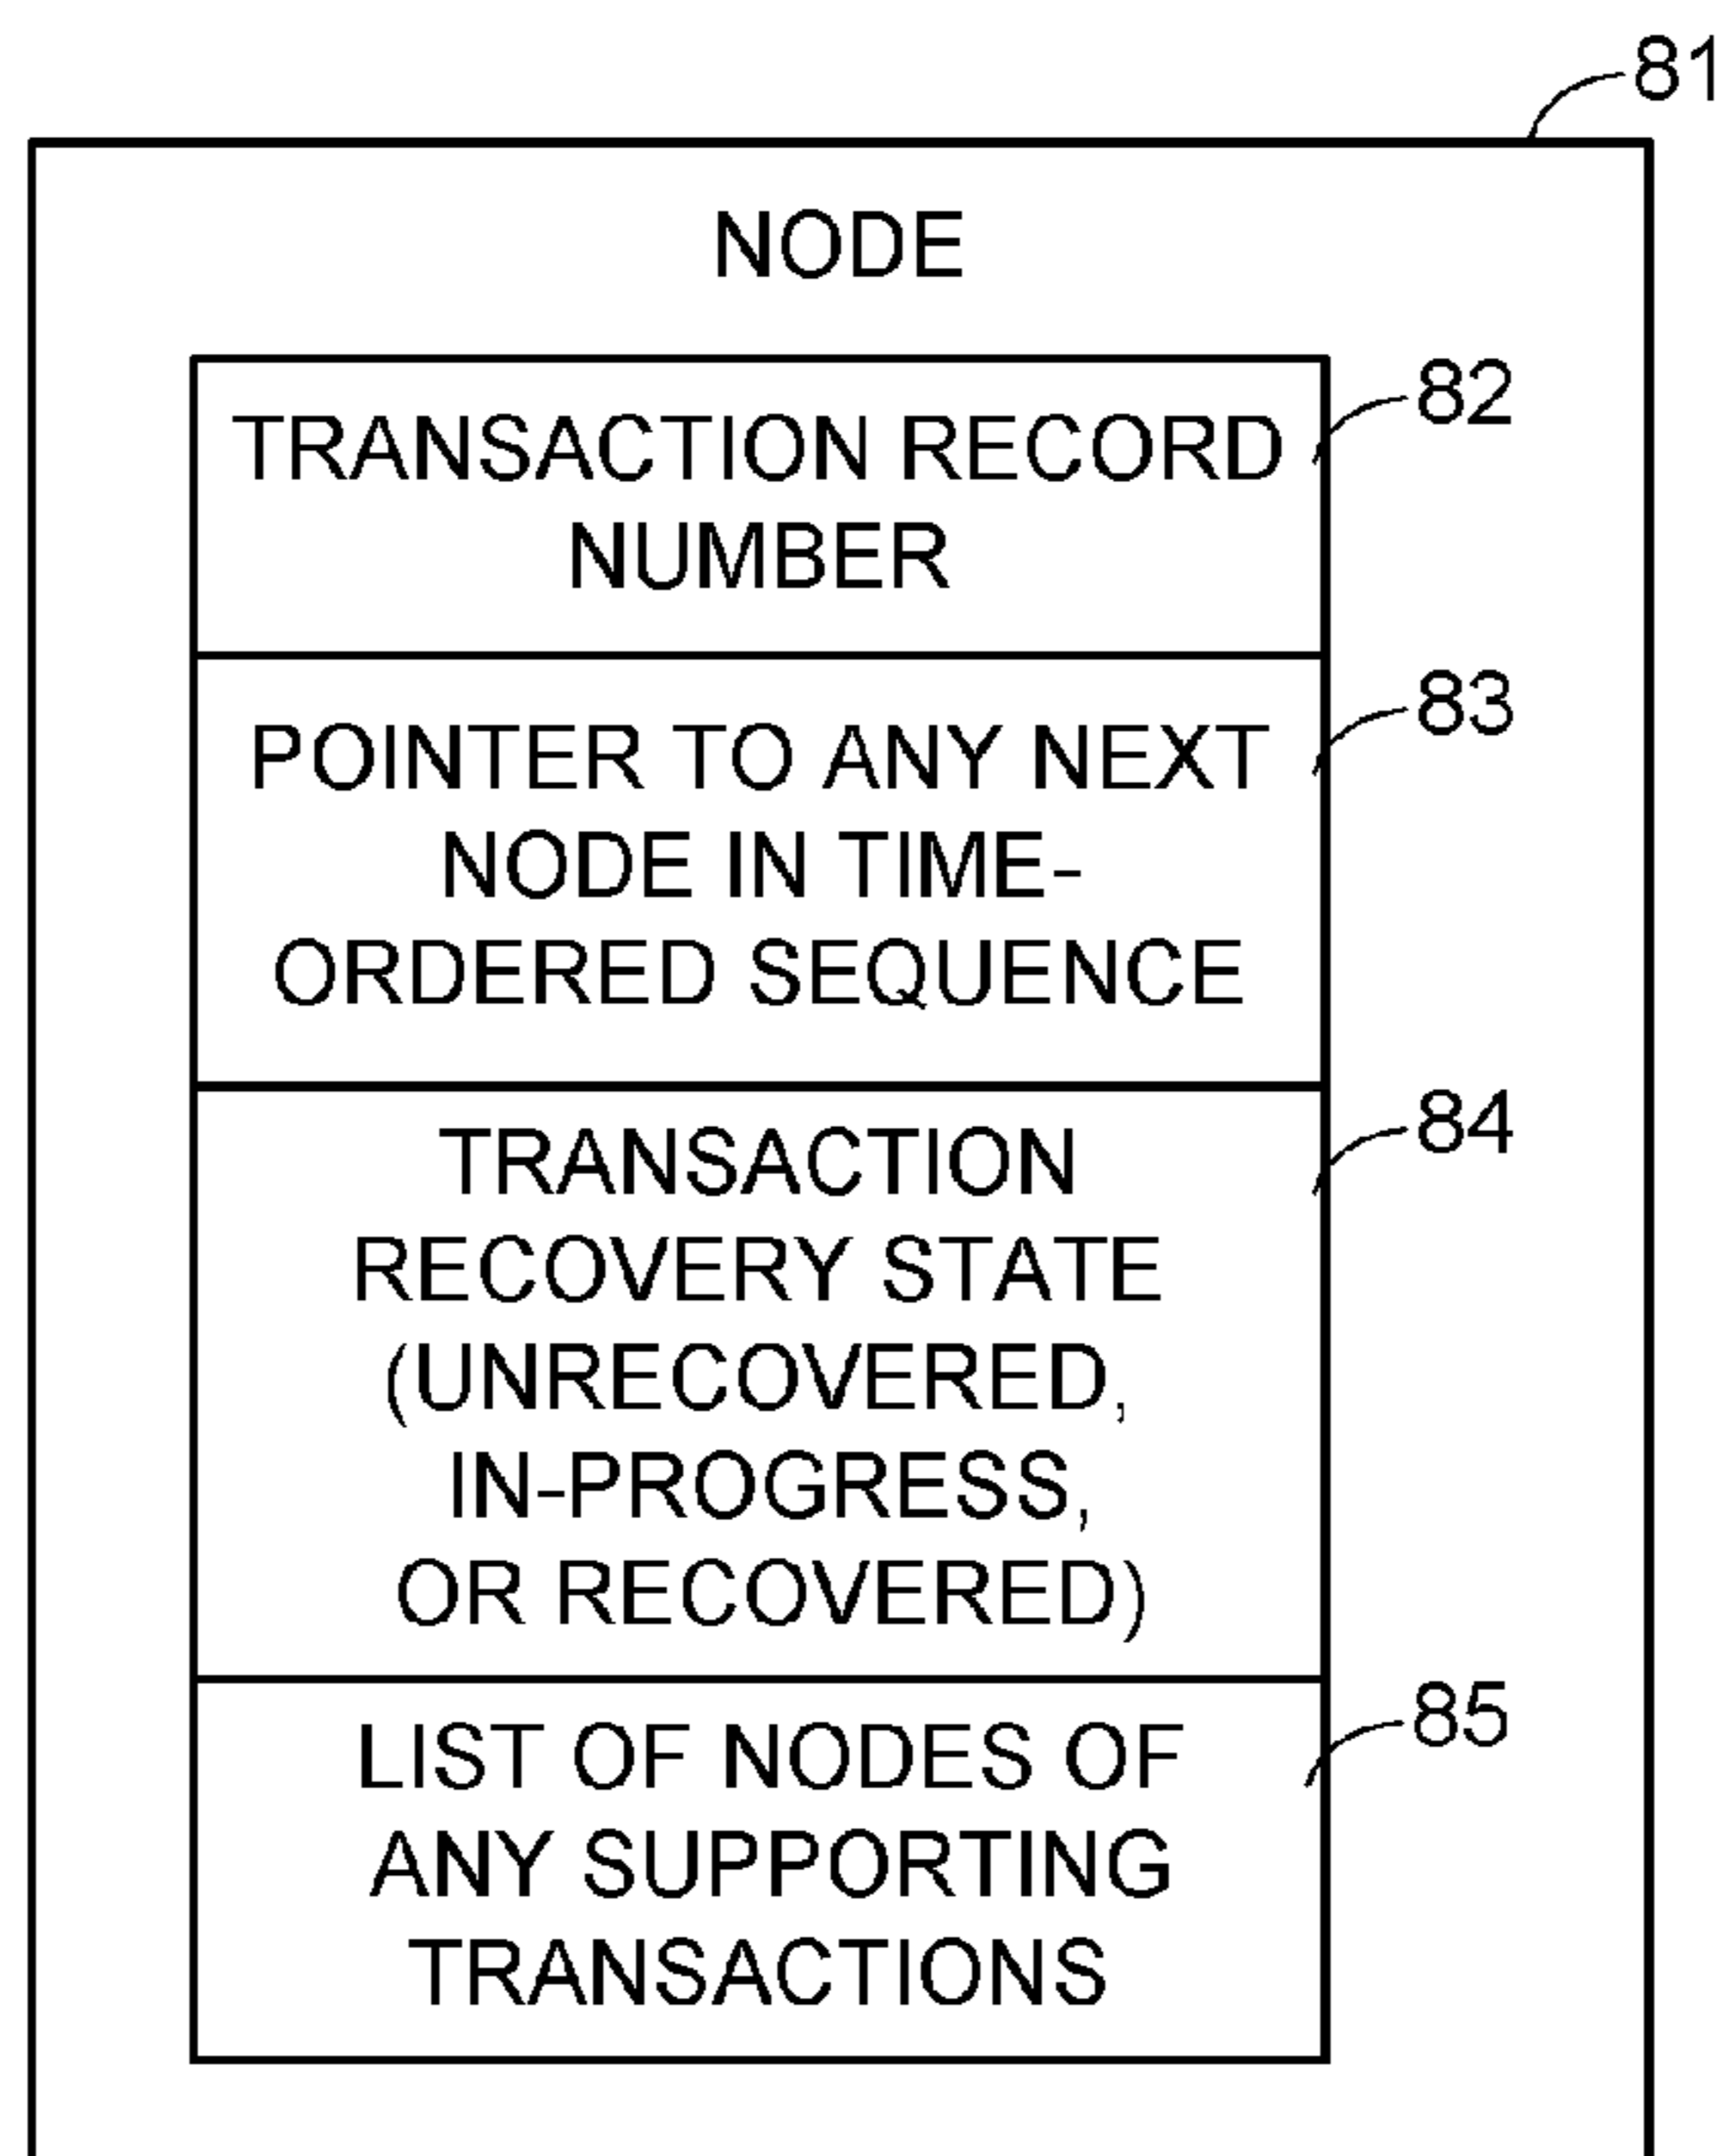 81
NODE
TRANSACTION RECORD
NUMBER
82
POINTER TO ANY NEXT
NODE IN TIME-
ORDERED SEQUENCE
83
TRANSACTION
RECOVERY STATE
(UNRECOVERED,
IN-PROGRESS,
OR RECOVERED)
84
LIST OF NODES OF
ANY SUPPORTING
TRANSACTIONS
85